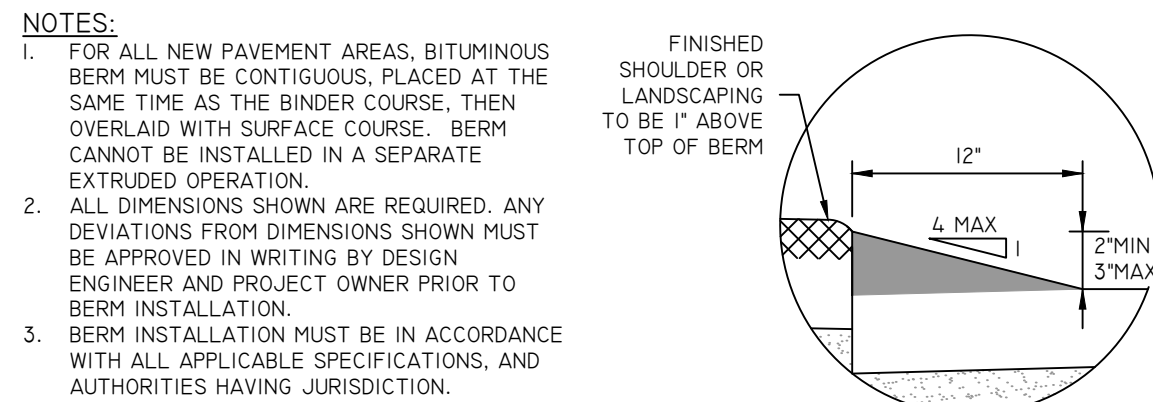 NOTES:
1. FOR ALL NEW PAVEMENT AREAS, BITUMINOUS
BERM MUST BE CONTIGUOUS, PLACED AT THE
SAME TIME AS THE BINDER COURSE, THEN
OVERLAID WITH SURFACE COURSE. BERM
CANNOT BE INSTALLED IN A SEPARATE
EXTRUDED OPERATION.
2. ALL DIMENSIONS SHOWN ARE REQUIRED. ANY
DEVIATIONS FROM DIMENSIONS SHOWN MUST
BE APPROVED IN WRITING BY DESIGN
ENGINEER AND PROJECT OWNER PRIOR TO
BERM INSTALLATION.
3. BERM INSTALLATION MUST BE IN ACCORDANCE
WITH ALL APPLICABLE SPECIFICATIONS, AND
AUTHORITIES HAVING JURISDICTION.
FINISHED
SHOULDER OR
LANDSCAPING
TO BE 1" ABOVE
TOP OF BERM
12"
4 MAX
1
2"MIN
3"MAX